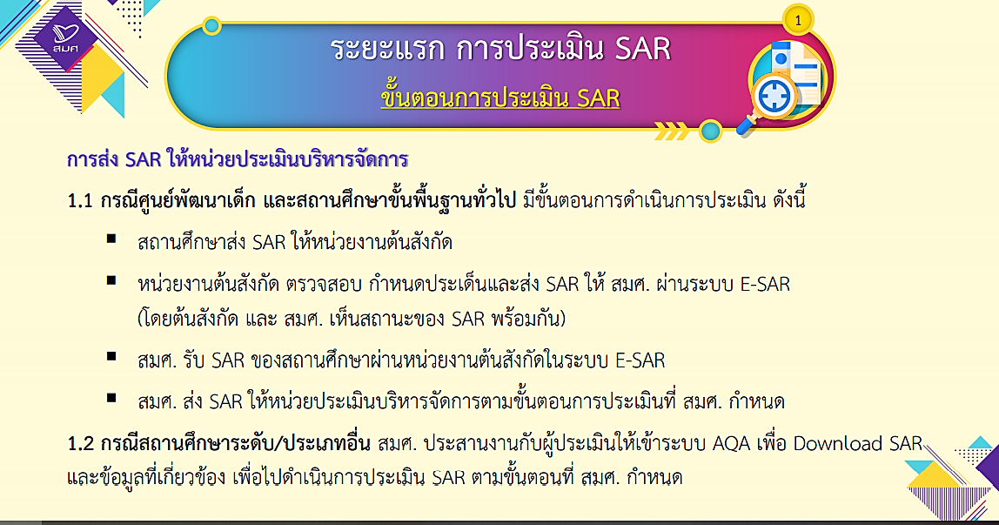 สมศ
1
ระยะแรก การประเมิน SAR
ขั้นตอนการประเมิน SAR
การส่ง SAR ให้หน่วยประเมินบริหารจัดการ
1.1 กรณีศูนย์พัฒนาเด็ก และสถานศึกษาขั้นพื้นฐานทั่วไป มีขั้นตอนการดำเนินการประเมิน ดังนี้
▪ สถานศึกษาส่ง SAR ให้หน่วยงานต้นสังกัด
▪ หน่วยงานต้นสังกัด ตรวจสอบ กำหนดประเด็นและส่ง SAR ให้ สมศ. ผ่านระบบ E-SAR
(โดยต้นสังกัด และ สมศ. เห็นสถานะของ SAR พร้อมกัน)
▪ สมศ. รับ SAR ของสถานศึกษาผ่านหน่วยงานต้นสังกัดในระบบ E-SAR
▪ สมศ. ส่ง SAR ให้หน่วยประเมินบริหารจัดการตามขั้นตอนการประเมินที่ สมศ. กำหนด
1.2 กรณีสถานศึกษาระดับ/ประเภทอื่น สมศ. ประสานงานกับผู้ประเมินให้เข้าระบบ AQA เพื่อ Download SAR
และข้อมูลที่เกี่ยวข้อง เพื่อไปดำเนินการประเมิน SAR ตามขั้นตอนที่ สมศ. กำหนด